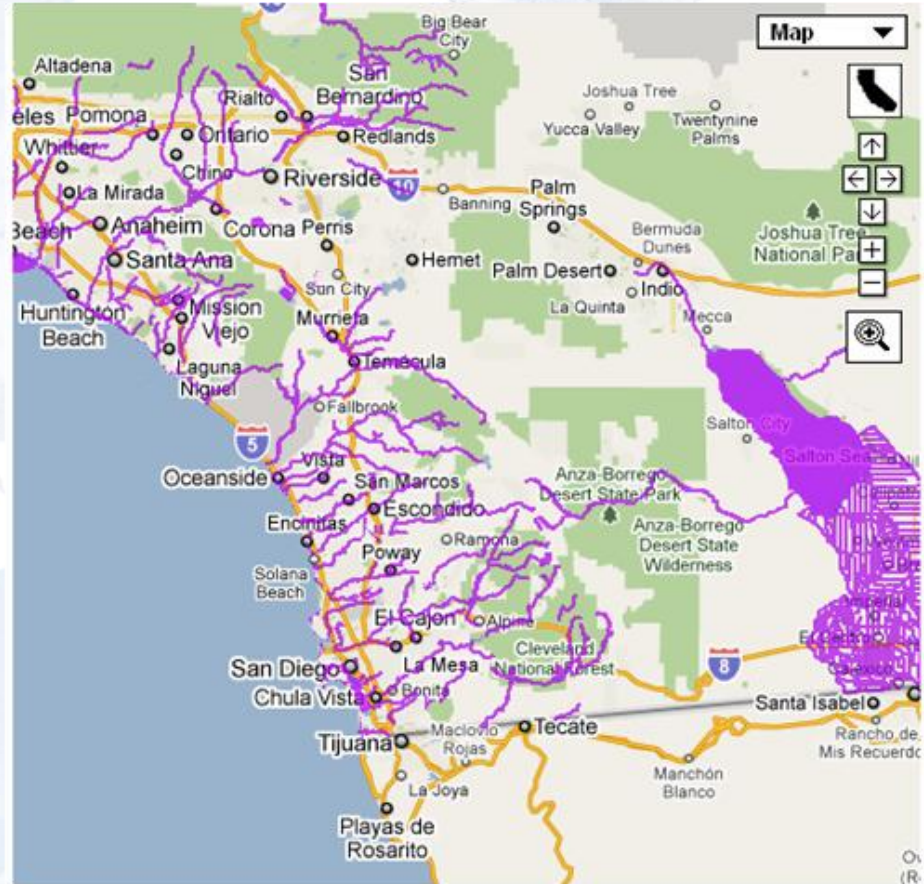 Big Bear
City
Map
Altadena
San
Bernardino
Rialto
Joshua Tree
Twentynine
Palms
Yucca Valley
eles
Pomona
Ontario
Redlands
Whittier
Chino
Riverside
10
Banning
Palm
Springs
La Mirada
Beach
Anaheim
Corona
Perris
Bermuda
Dunes
Joshua Tree
National Par
Santa Ana
Hemet
Palm Desert
Indio
Sun City
La Quinta
Mecca
Huntington
Beach
Mission
Viejo
Murrieta
Temecula
Laguna
Niguel
Fallbrook
Salton City
Salton Sea
5
Oceanside
Vista
San Marcos
Escondido
Anza-Borrego
Desert State Park
Anza-Borrego
Desert State
Wilderness
Encinitas
Ramona
Poway
Solana
Beach
Imperial
El Cajon
Alpine
El Centro
Cleveland
National Forest
La Mesa
8
Calexico
San Diego
Bonita
Chula Vista
Santa Isabel
Tijuana
Maclovio
Rojas
Tecate
Rancho de
Mis Recuerdo
La Joya
Manchón
Blanco
Playas de
Rosarito